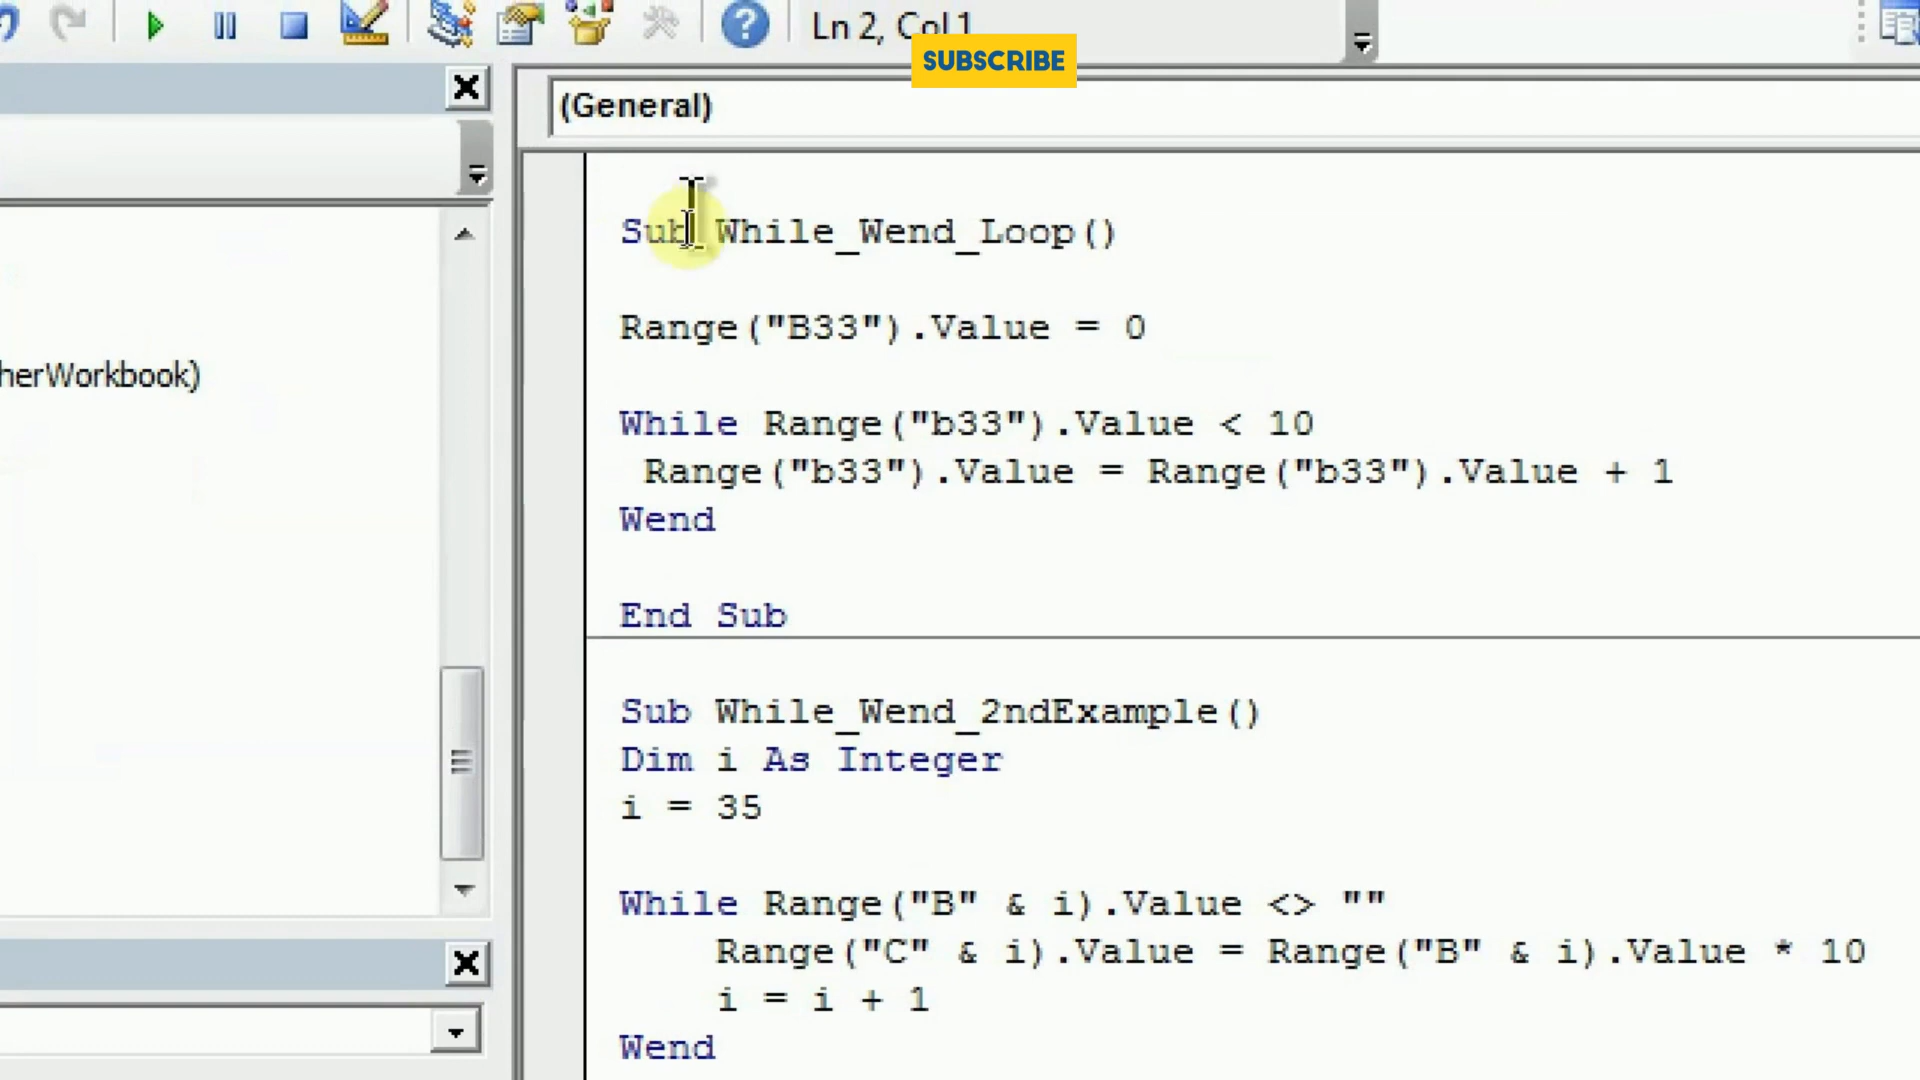 Ln 2, Col 1
SUBSCRIBE
(General)
Sub While_Wend_Loop()
Range("B33").Value = 0
herWorkbook)
While Range("b33").Value < 10
Range("b33").Value = Range("b33").Value + 1
Wend
End Sub
Sub While_Wend_2ndExample()
Dim i As Integer
i = 35
While Range("B" & i).Value <> ""
Range("C" & i).Value = Range("B" & i).Value * 10
i = i + 1
Wend